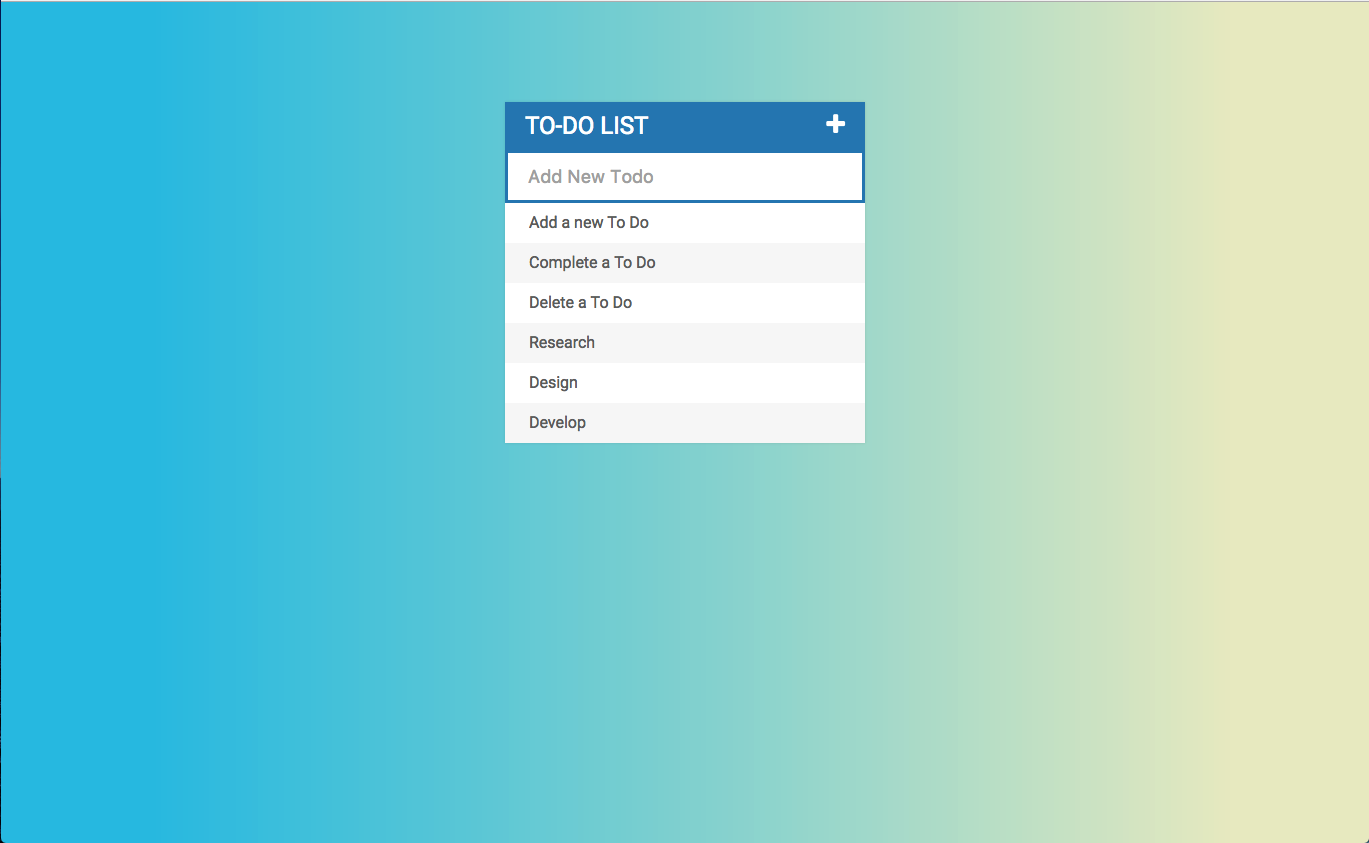 TO-DO LIST
Add New Todo
Add a new To Do
Complete a To Do
Delete a To Do
Research
Design
Develop